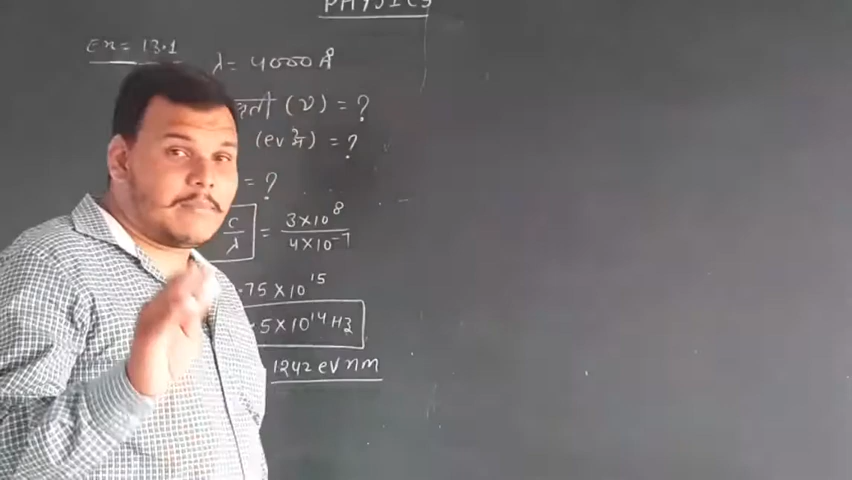 PHYSICS
Ex = 13.1 λ = 4000 Å
(ν) = ?
(eV में) = ?
= ?
c/λ = 3×10⁸/4×10⁻⁷
.75 × 10¹⁵
.5 × 10¹⁴ Hz
1242 eV nm